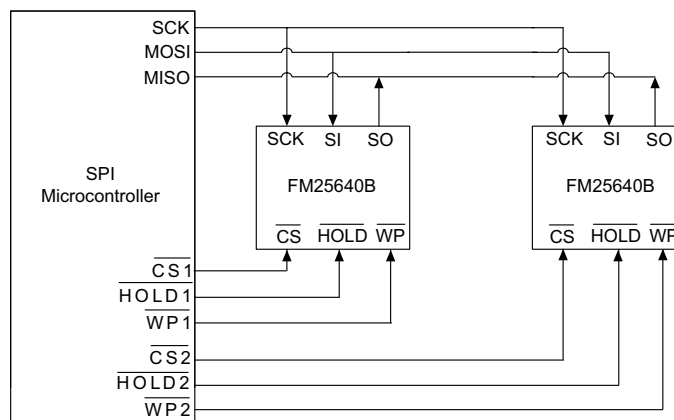 SCK
MOSI
MISO
SPI
Microcontroller
SCK SI SO
FM25640B
CS HOLD WP
SCK SI SO
FM25640B
CS HOLD WP
CS1
HOLD1
WP1
CS2
HOLD2
WP2